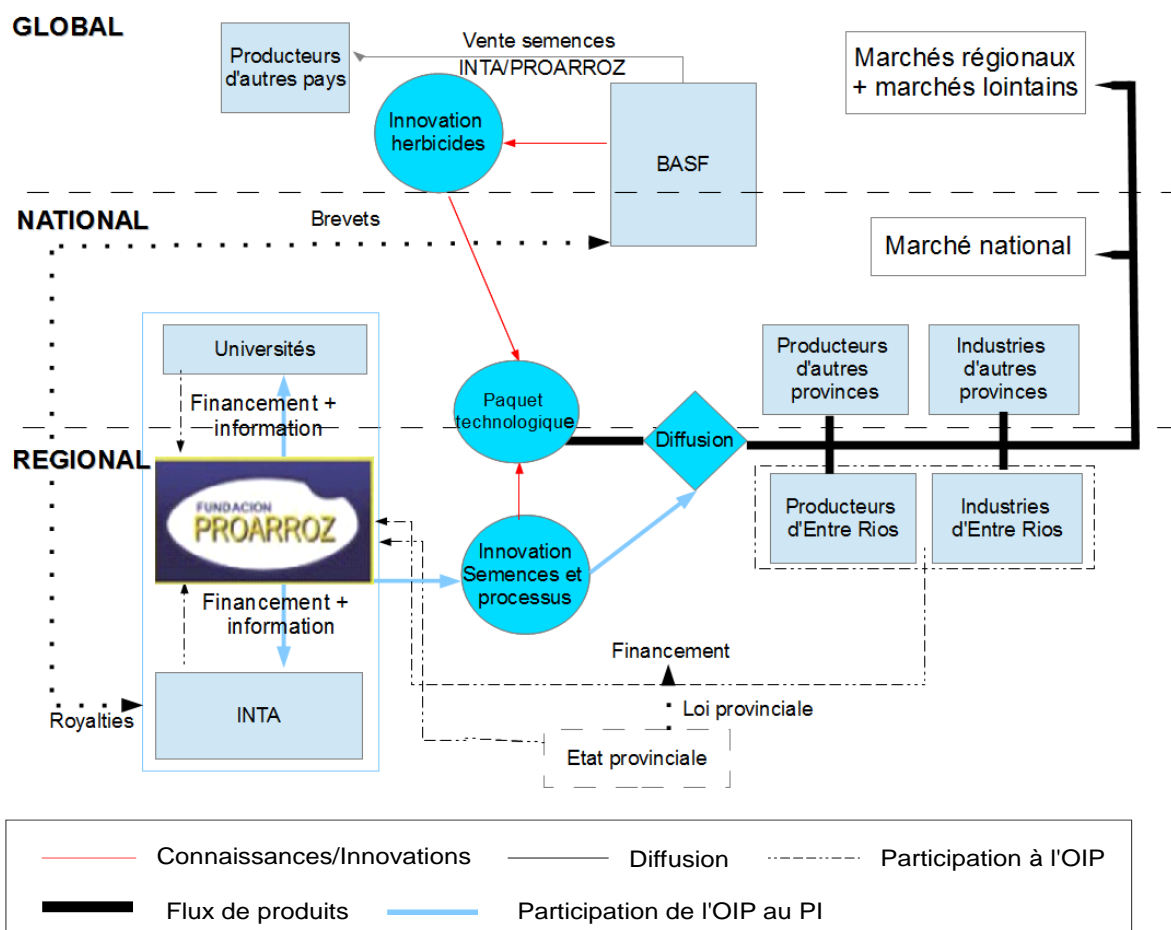 GLOBAL
Producteurs
d'autres pays
Vente semences
INTA/PROARROZ
Innovation
herbicides
BASF
Marchés régionaux
+ marchés lointains
NATIONAL
Brevets
Marché national
Universités
Financement +
information
Paquet
technologique
Diffusion
Producteurs
d'autres
provinces
Industries
d'autres
provinces
REGIONAL
FUNDACION
PROARROZ
Innovation
Semences et
processus
Producteurs
d'Entre Rios
Industries
d'Entre Rios
Financement +
information
Financement
Royalties
INTA
Loi provinciale
Etat provinciale
Connaissances/Innovations
Diffusion
Participation à l'OIP
Flux de produits
Participation de l'OIP au PI